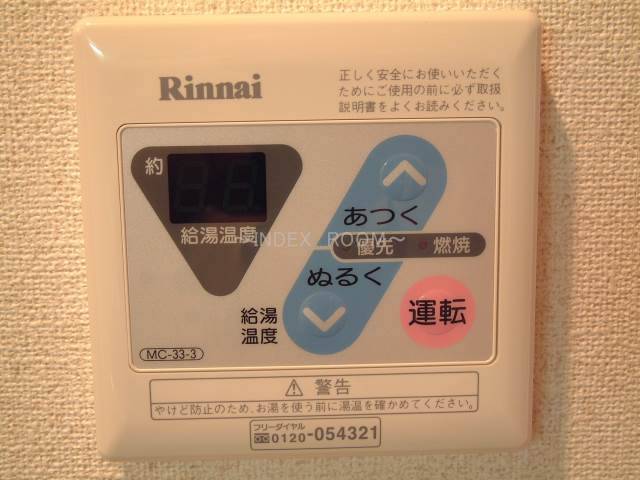 Rinnai
正しく安全にお使いいただく
ためにご使用の前に必ず取扱
説明書をよくお読みください。
約
給湯温度
あつく
INDEX ROOM~
優先 燃焼
ぬるく
給湯
温度
運転
MC-33-3
⚠ 警告
やけど防止のため、お湯を使う前に湯温を確かめてください。
フリーダイヤル
0120-054321